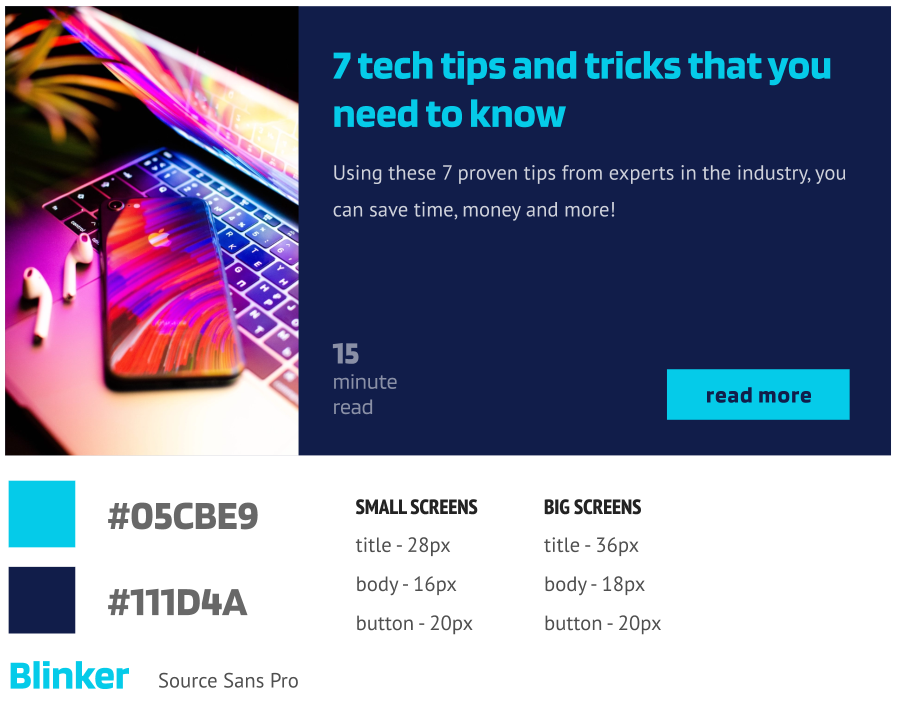 7 tech tips and tricks that you
need to know
Using these 7 proven tips from experts in the industry, you
can save time, money and more!
15
minute
read
read more
#05CBE9
#111D4A
Blinker
Source Sans Pro
SMALL SCREENS
title - 28px
body - 16px
button - 20px
BIG SCREENS
title - 36px
body - 18px
button - 20px